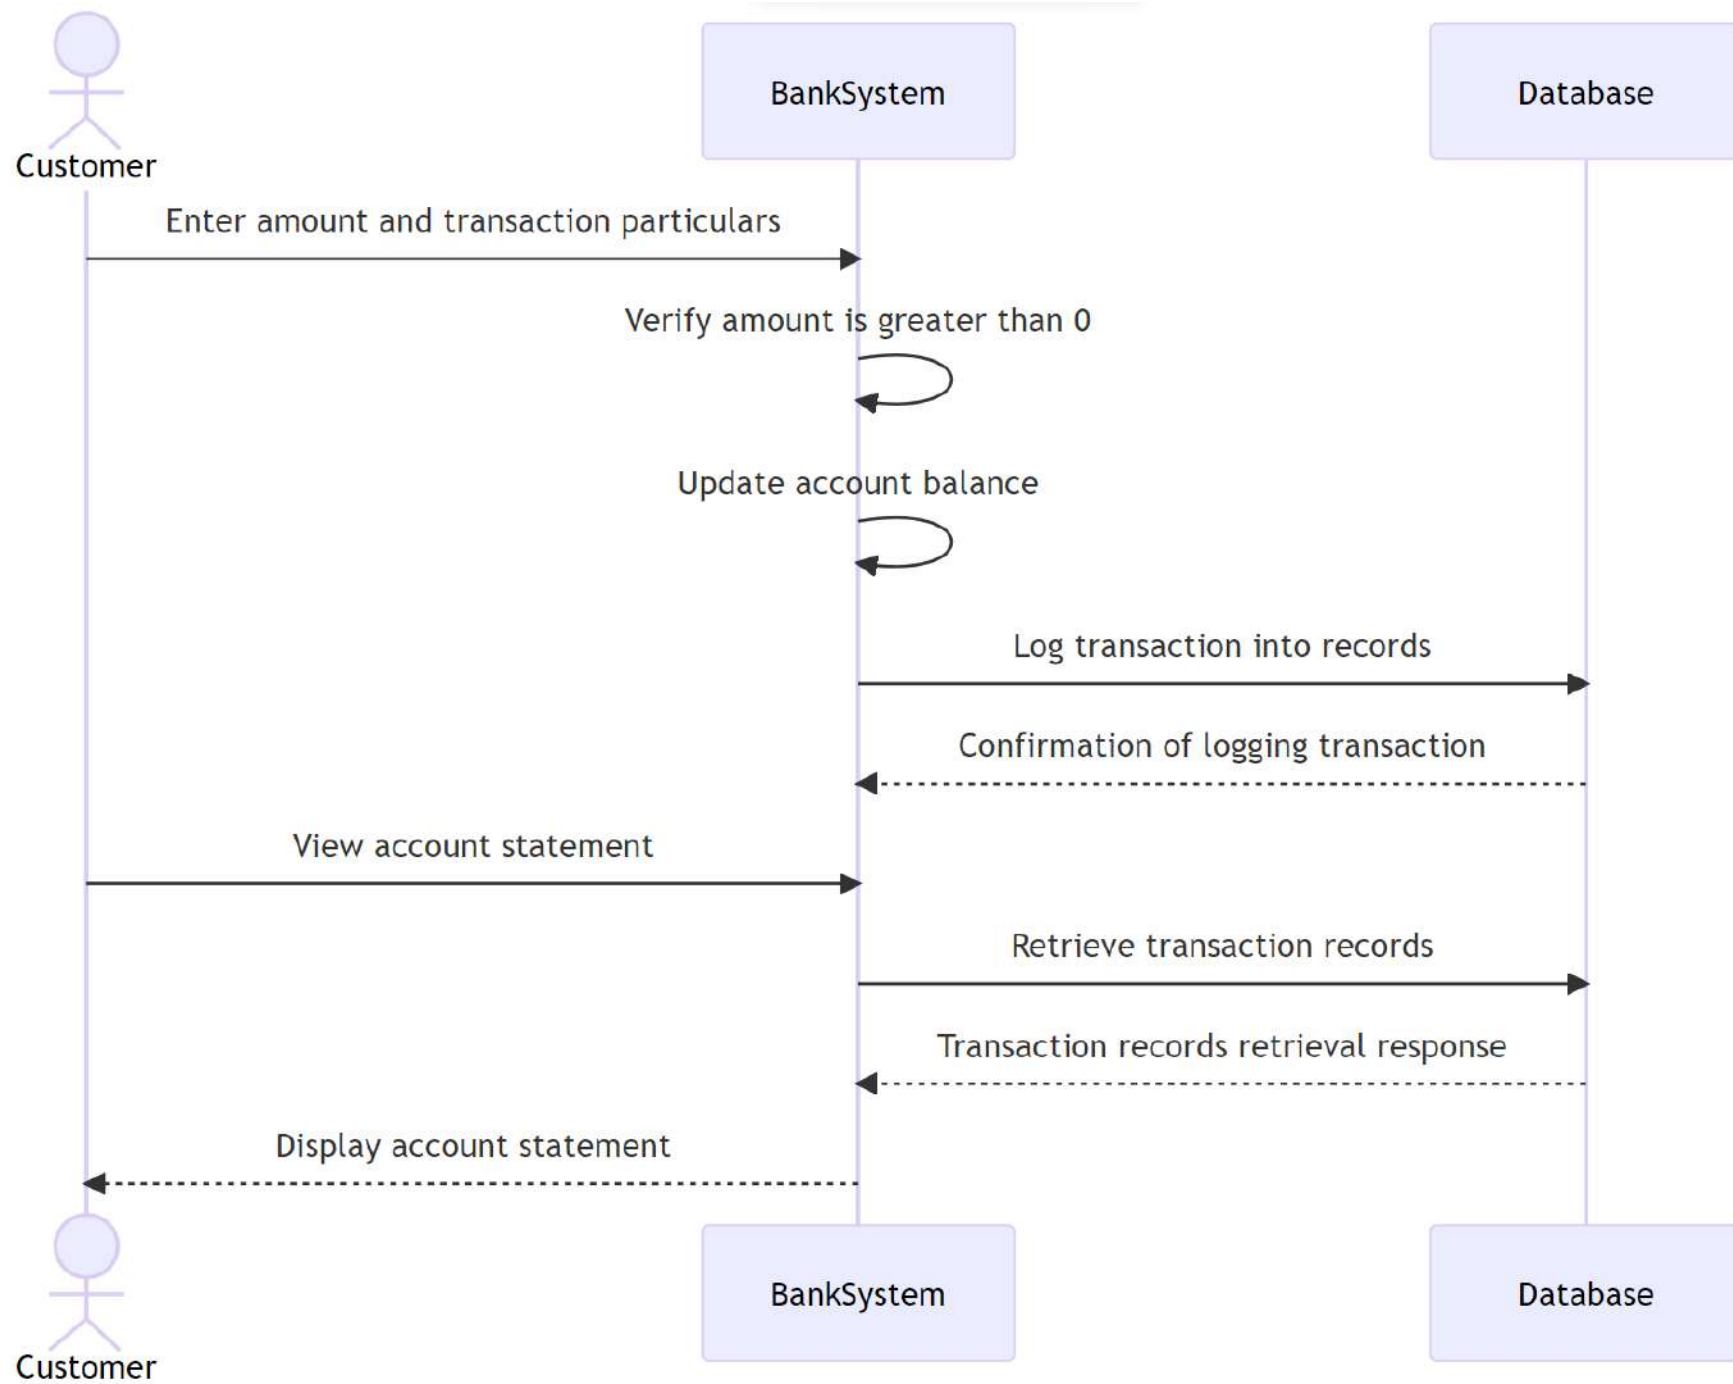 Customer
BankSystem
Database
Enter amount and transaction particulars
Verify amount is greater than 0
Update account balance
Log transaction into records
Confirmation of logging transaction
View account statement
Retrieve transaction records
Transaction records retrieval response
Display account statement
Customer
BankSystem
Database